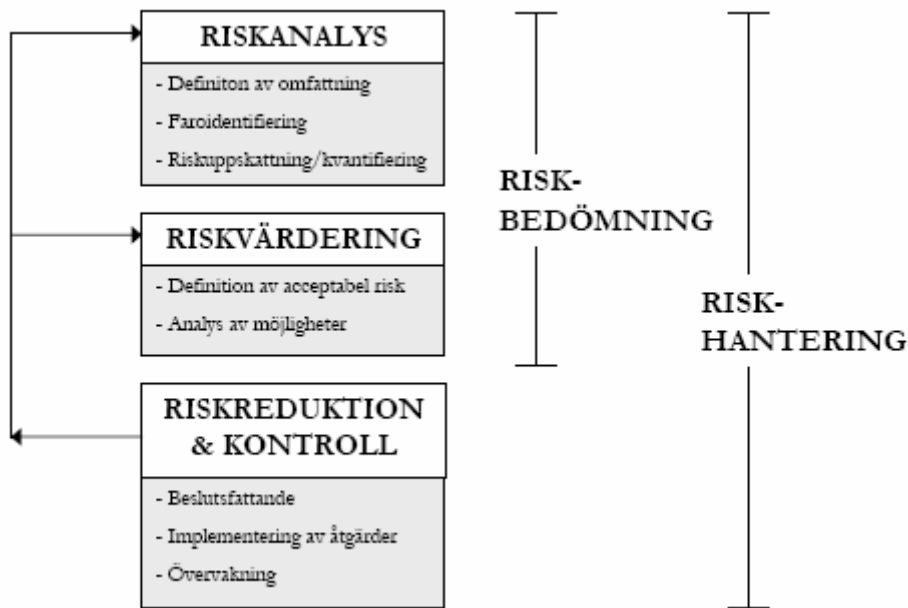 RISKANALYS
- Definiton av omfattning
- Faroidentifiering
- Riskuppskattning/kvantifiering
RISKVÄRDERING
- Definition av acceptabel risk
- Analys av möjligheter
RISKREDUKTION
& KONTROLL
- Beslutsfattande
- Implementering av åtgärder
- Övervakning
RISK-
BEDÖMNING
RISK-
HANTERING